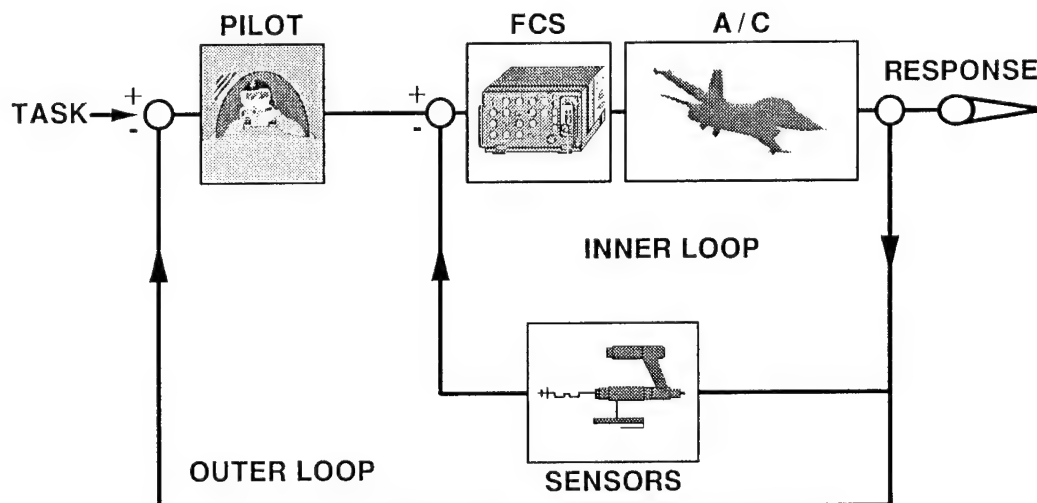 PILOT
FCS
A / C
RESPONSE
TASK
+
-
+
-
INNER LOOP
OUTER LOOP
SENSORS